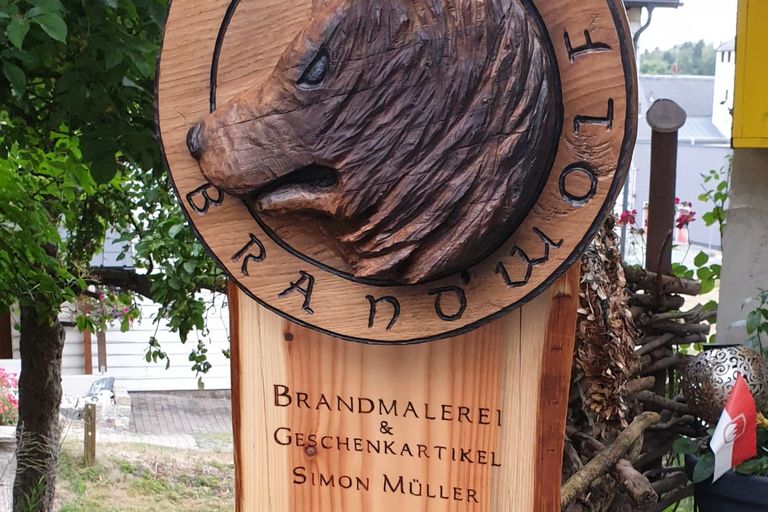 BRANDWOLF
BRANDMALEREI
&
GESCHENKARTIKEL
SIMON MÜLLER